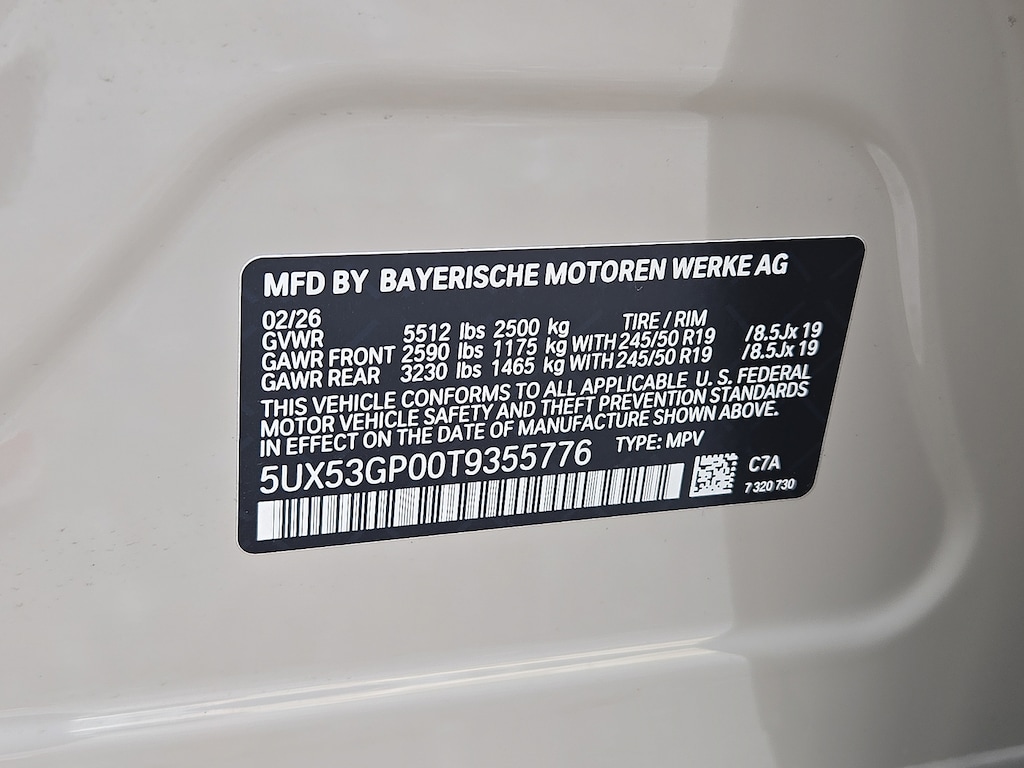 MFD BY BAYERISCHE MOTOREN WERKE AG
02/26 TIRE / RIM
GVWR 5512 lbs 2500 kg
GAWR FRONT 2590 lbs 1175 kg WITH 245/50 R19 /8.5Jx 19
GAWR REAR 3230 lbs 1465 kg WITH 245/50 R19 /8.5Jx 19
THIS VEHICLE CONFORMS TO ALL APPLICABLE U. S. FEDERAL
MOTOR VEHICLE SAFETY AND THEFT PREVENTION STANDARDS
IN EFFECT ON THE DATE OF MANUFACTURE SHOWN ABOVE.
5UX53GP00T9355776 TYPE: MPV
C7A
7 320 730